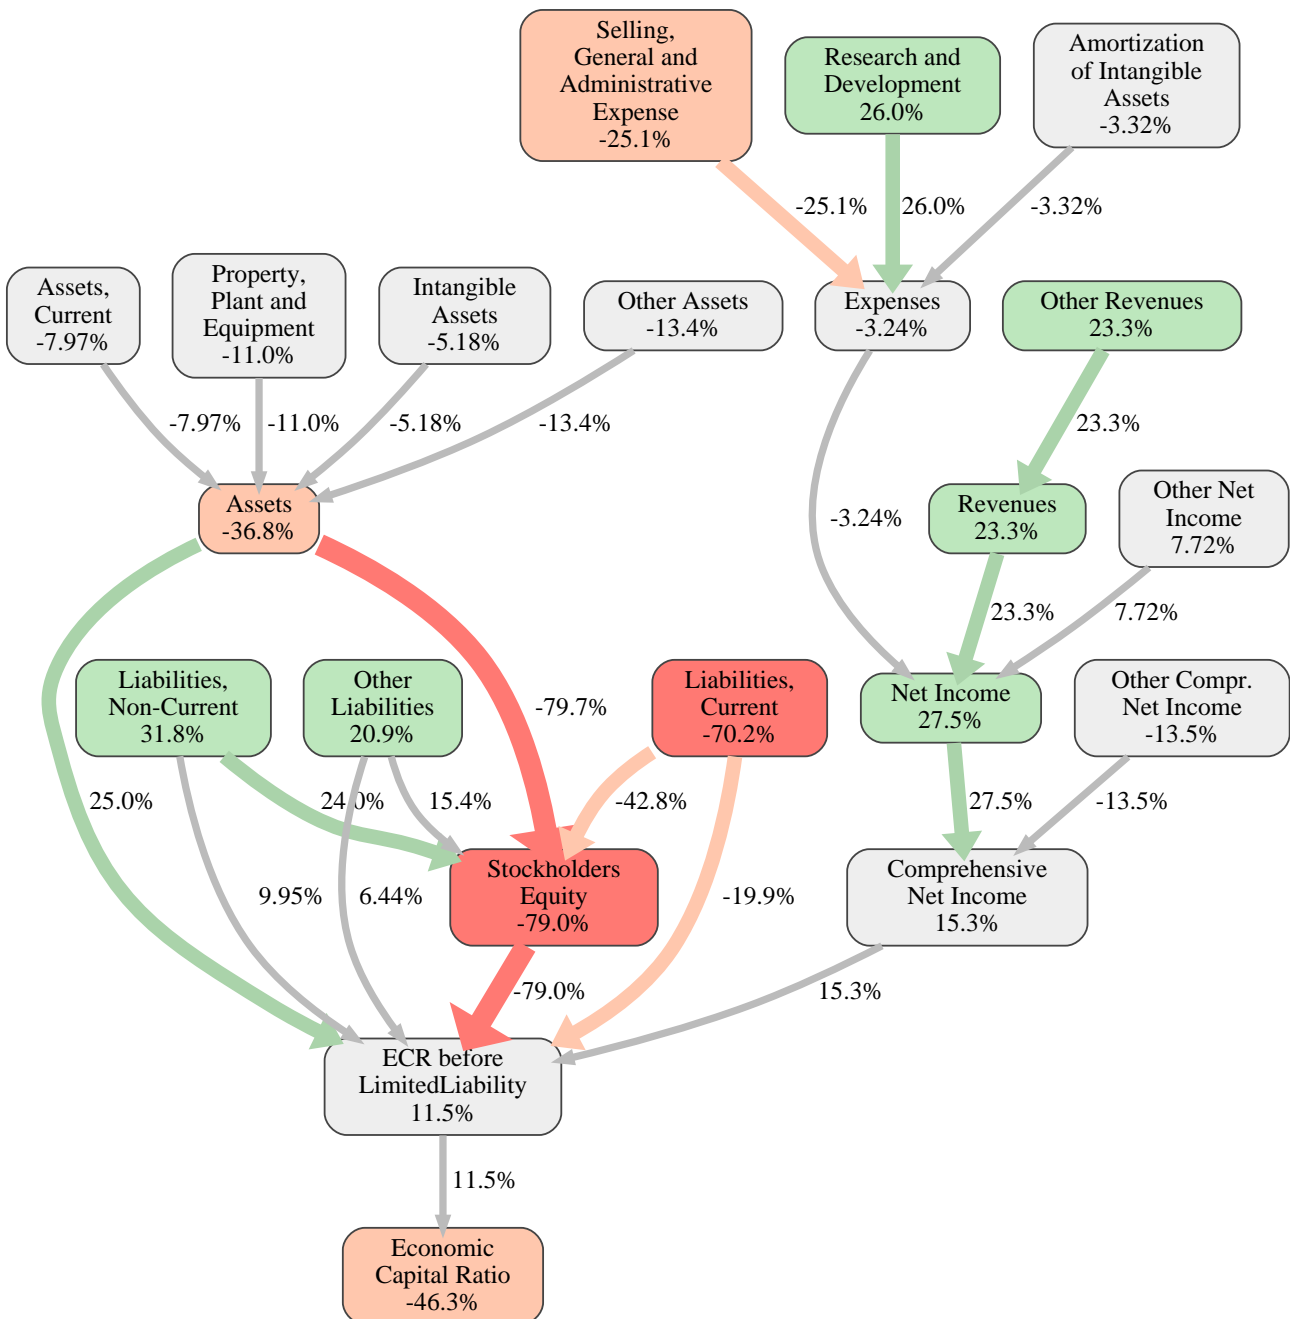 Selling,
General and
Administrative
Expense
-25.1%
Research and
Development
26.0%
Amortization
of Intangible
Assets
-3.32%
-25.1%
26.0%
-3.32%
Assets,
Current
-7.97%
Property,
Plant and
Equipment
-11.0%
Intangible
Assets
-5.18%
Other Assets
-13.4%
Expenses
-3.24%
Other Revenues
23.3%
-7.97%
-11.0%
-5.18%
-13.4%
23.3%
Assets
-36.8%
-3.24%
Revenues
23.3%
Other Net
Income
7.72%
23.3%
7.72%
Liabilities,
Non-Current
31.8%
Other
Liabilities
20.9%
-79.7%
Liabilities,
Current
-70.2%
Net Income
27.5%
Other Compr.
Net Income
-13.5%
25.0%
24.0%
15.4%
-42.8%
27.5%
-13.5%
9.95%
6.44%
Stockholders
Equity
-79.0%
-19.9%
Comprehensive
Net Income
15.3%
-79.0%
15.3%
ECR before
LimitedLiability
11.5%
11.5%
Economic
Capital Ratio
-46.3%